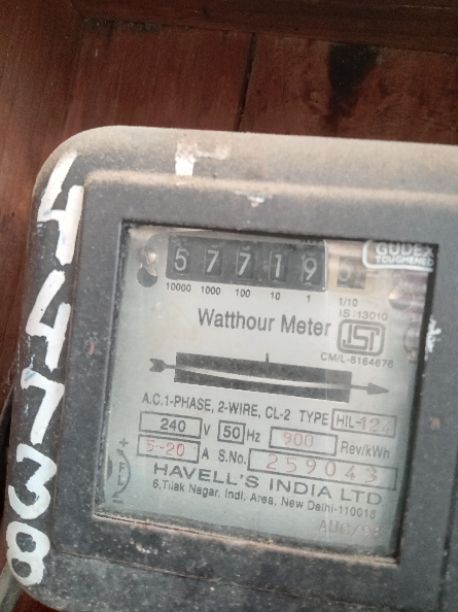 44738
GUDEX
TOUGHENED
57719
10000 1000 100 10 1 1/10
IS 13010
Watthour Meter
ISI
CM/L-8164676
A.C.1-PHASE, 2-WIRE, CL-2 TYPE HIL-124
240 V 50 Hz 900 Rev/kWh
5-20 A S.No. 259043
HAVELL'S INDIA LTD
6, Tilak Nagar, Indl. Area, New Delhi-110018